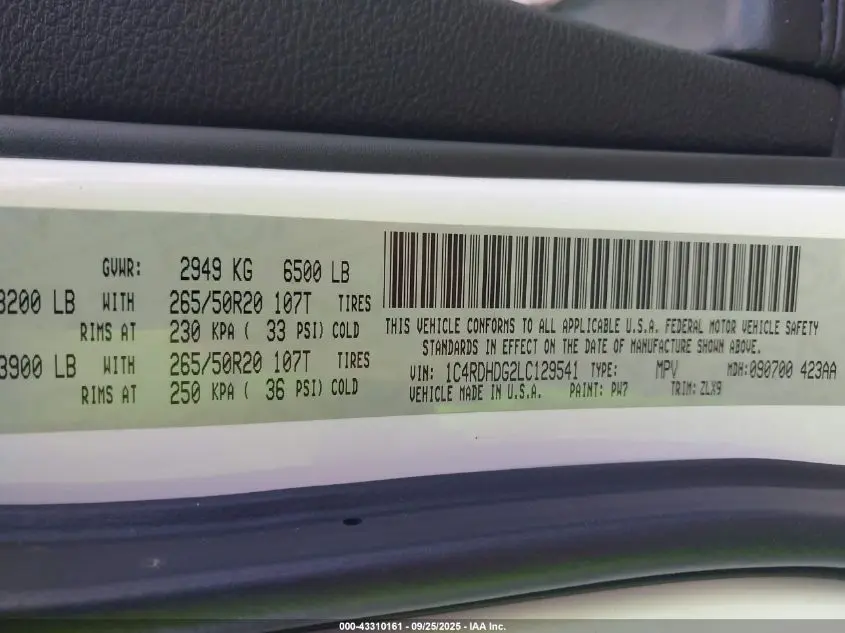 GVWR: 2949 KG 6500 LB
3200 LB WITH 265/50R20 107T TIRES
RIMS AT 230 KPA ( 33 PSI) COLD
3900 LB WITH 265/50R20 107T TIRES
RIMS AT 250 KPA ( 36 PSI) COLD
THIS VEHICLE CONFORMS TO ALL APPLICABLE U.S.A. FEDERAL MOTOR VEHICLE SAFETY
STANDARDS IN EFFECT ON THE DATE OF MANUFACTURE SHOWN ABOVE.
VIN: 1C4RDHDG2LC129541 TYPE: MPV MDH:090700 423AA
VEHICLE MADE IN U.S.A. PAINT: PW7 TRIM: ZLX9
000-43310161 - 09/25/2025 - IAA Inc.